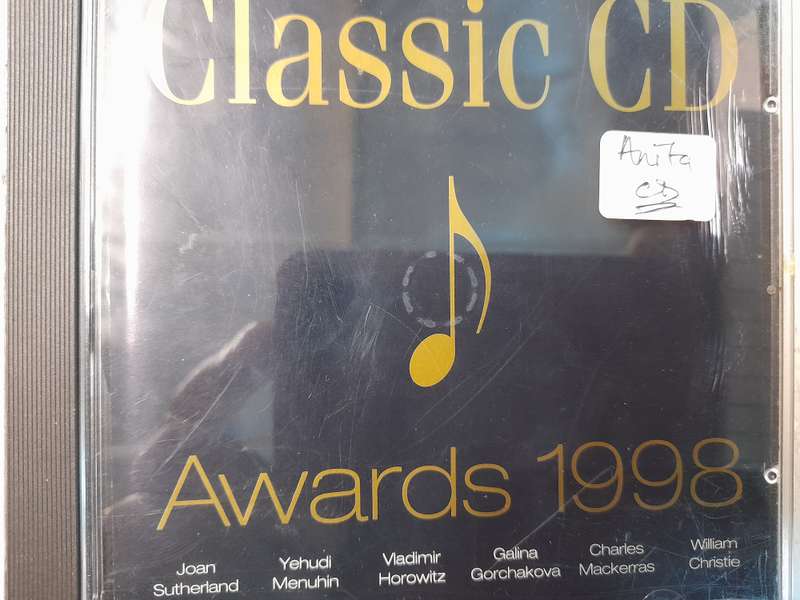 Classic CD
Anita
CD
Awards 1998
Joan Sutherland
Yehudi Menuhin
Vladimir Horowitz
Galina Gorchakova
Charles Mackerras
William Christie